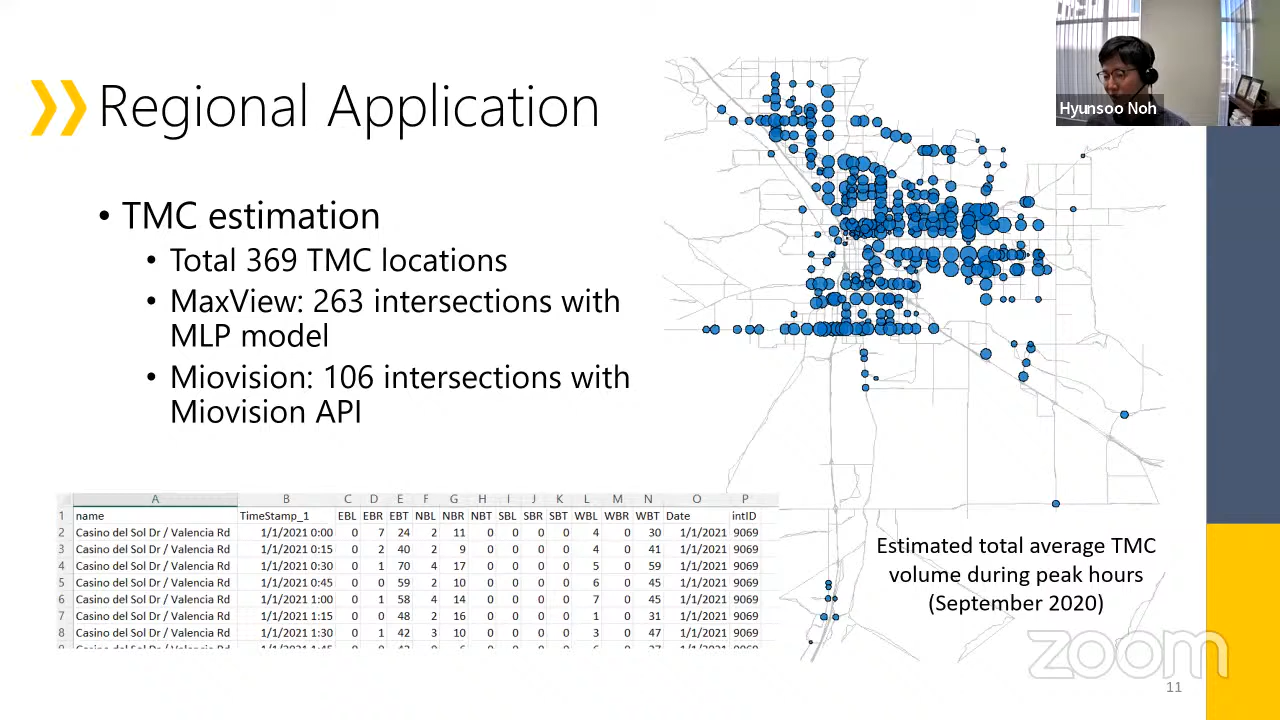 Regional Application
Hyunsoo Noh
• TMC estimation
• Total 369 TMC locations
• MaxView: 263 intersections with
MLP model
• Miovision: 106 intersections with
Miovision API
A B C D E F G H I J K L M N O P
1 name TimeStamp_1 EBL EBR EBT NBL NBR NBT SBL SBR SBT WBL WBR WBT Date intID
2 Casino del Sol Dr / Valencia Rd 1/1/2021 0:00 0 7 24 2 11 0 0 0 0 4 0 30 1/1/2021 9069
3 Casino del Sol Dr / Valencia Rd 1/1/2021 0:15 0 2 40 2 9 0 0 0 0 4 0 41 1/1/2021 9069
4 Casino del Sol Dr / Valencia Rd 1/1/2021 0:30 0 1 70 4 17 0 0 0 0 5 0 59 1/1/2021 9069
5 Casino del Sol Dr / Valencia Rd 1/1/2021 0:45 0 0 59 2 10 0 0 0 0 6 0 45 1/1/2021 9069
6 Casino del Sol Dr / Valencia Rd 1/1/2021 1:00 0 1 58 4 14 0 0 0 0 7 0 45 1/1/2021 9069
7 Casino del Sol Dr / Valencia Rd 1/1/2021 1:15 0 0 48 2 16 0 0 0 0 1 0 31 1/1/2021 9069
8 Casino del Sol Dr / Valencia Rd 1/1/2021 1:30 0 1 42 3 10 0 0 0 0 3 0 47 1/1/2021 9069
Estimated total average TMC
volume during peak hours
(September 2020)
zoom
11